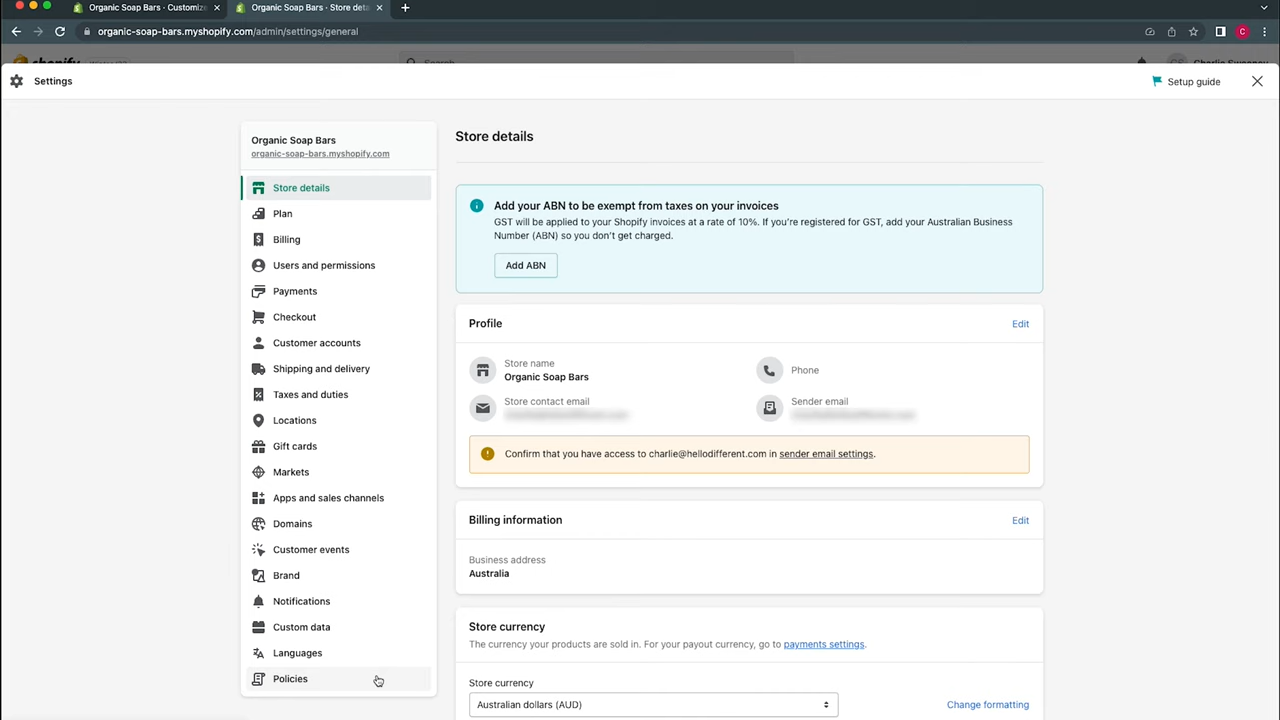 Organic Soap Bars - Customize
Organic Soap Bars - Store deta
organic-soap-bars.myshopify.com/admin/settings/general
C
Search
Settings
Setup guide
Organic Soap Bars
organic-soap-bars.myshopify.com
Store details
Plan
Billing
Users and permissions
Payments
Checkout
Customer accounts
Shipping and delivery
Taxes and duties
Locations
Gift cards
Markets
Apps and sales channels
Domains
Customer events
Brand
Notifications
Custom data
Languages
Policies
Store details
Add your ABN to be exempt from taxes on your invoices
GST will be applied to your Shopify invoices at a rate of 10%. If you're registered for GST, add your Australian Business
Number (ABN) so you don't get charged.
Add ABN
Profile
Edit
Store name
Organic Soap Bars
Phone
Store contact email
Sender email
Confirm that you have access to charlie@hellodifferent.com in sender email settings.
Billing information
Edit
Business address
Australia
Store currency
The currency your products are sold in. For your payout currency, go to payments settings.
Store currency
Australian dollars (AUD)
Change formatting